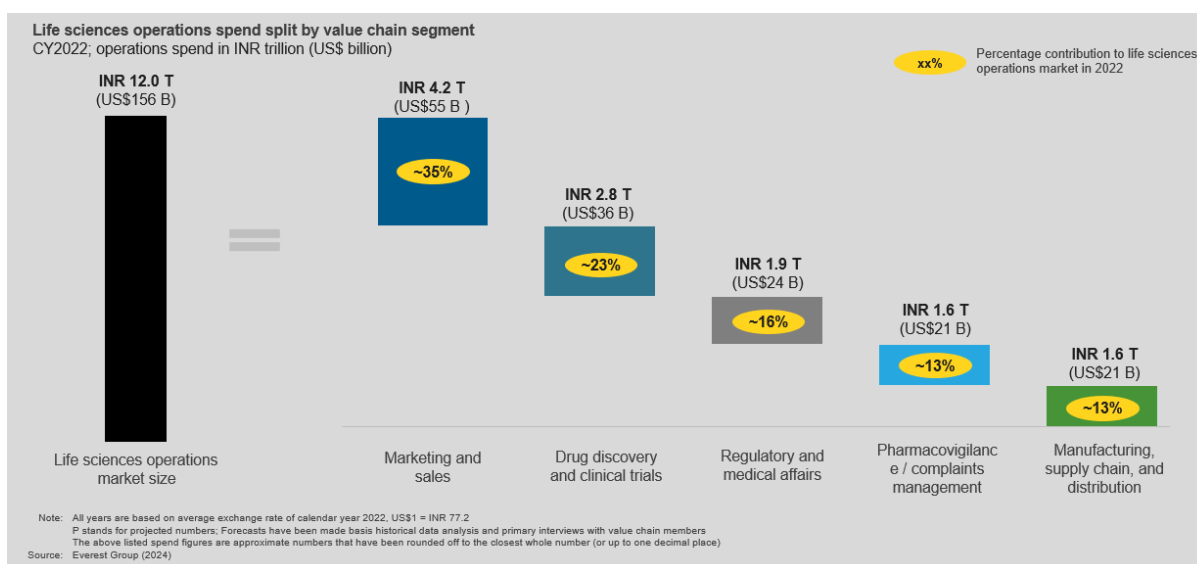 Life sciences operations spend split by value chain segment
CY2022; operations spend in INR trillion (US$ billion)
xx%
Percentage contribution to life sciences
operations market in 2022
INR 12.0 T
(US$156 B)
INR 4.2 T
(US$55 B )
~35%
INR 2.8 T
(US$36 B)
~23%
INR 1.9 T
(US$24 B)
~16%
INR 1.6 T
(US$21 B)
~13%
INR 1.6 T
(US$21 B)
~13%
Life sciences operations
market size
Marketing and
sales
Drug discovery
and clinical trials
Regulatory and
medical affairs
Pharmacovigilanc
e / complaints
management
Manufacturing,
supply chain, and
distribution
Note: All years are based on average exchange rate of calendar year 2022, US$1 = INR 77.2
P stands for projected numbers; Forecasts have been made basis historical data analysis and primary interviews with value chain members
The above listed spend figures are approximate numbers that have been rounded off to the closest whole number (or up to one decimal place)
Source: Everest Group (2024)